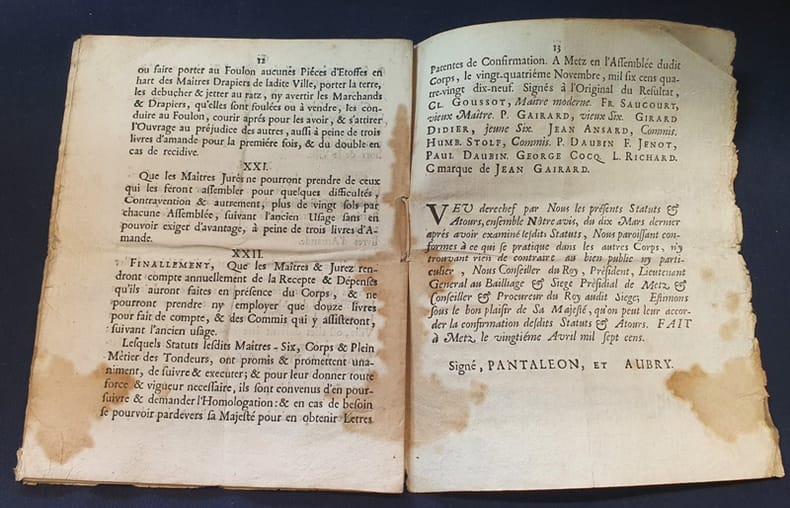 12
ou faire porter au Foulon aucunes Piéces d'Etoffes en
hart des Maîtres Drapiers de ladite Ville, porter la terre,
les debucher & jetter au ratz, ny avertir les Marchands
& Drapiers, qu'elles sont foulées ou à vendre, les con-
duire au Foulon, courir aprés pour les avoir, & s'attirer
l'Ouvrage au préjudice des autres, aussi à peine de trois
livres d'amande pour la premiére fois, & du double en
cas de recidive.
XXI.
Que les Maîtres Jurés ne pourront prendre de ceux
qui les feront assembler pour quelques difficultés,
Contravention & autrement, plus de vingt sols par
chacune Assemblée, suivant l'ancien Usage sans en
pouvoir exiger d'avantage, à peine de trois livres d'A-
mande.
XXII.
FINALLEMENT, Que les Maîtres & Jurez ren-
dront compte annuellement de la Recepte & Dépenses
qu'ils auront faites en présence du Corps, & ne
pourront prendre ny employer que douze livres
pour fait de compte, & des Commis qui y assisteront,
suivant l'ancien usage.
Lesquels Statuts lesdits Maîtres-Six, Corps & Plein
Métier des Tondeurs, ont promis & promettent una-
niment, de suivre & executer; & pour leur donner toute
force & vigueur necessaire, ils sont convenus d'en pour-
suivre & demander l'Homologation: & en cas de besoin
se pourvoir pardevers sa Majesté pour en obtenir Letres
13
Patentes de Confirmation. A Metz en l'Assemblée dudit
Corps, le vingt-quatriéme Novembre, mil six cens qua-
tre-vingt dix-neuf. Signés à l'Original du Resultat,
CL. GOUSSOT, Maître moderne. FR. SAUCOURT,
vieux Maître. P. GAIRARD, vieux Six. GIRARD
DIDIER, jeune Six. JEAN ANSARD, Commis.
HUMB. STOLF, Commis. P. DAUBIN F. JENOT,
PAUL DAUBIN. GEORGE COCQ. L. RICHARD.
C marque de JEAN GAIRARD.
VEU derechef par Nous les présents Statuts &
Atours, ensemble Nôtre avis, du dix Mars dernier
aprés avoir examiné lesdits Statuts, Nous paroissant con-
formes à ce qui se pratique dans les autres Corps, n'y
trouvant rien de contraire au bien public ny parti-
culier, Nous Conseiller du Roy, Président, Lieutenant
General au Bailliage & Siege Présidial de Metz &
Conseiller & Procureur du Roy audit Siege, Estimons
sous le bon plaisir de Sa Majesté, qu'on peut leur accor-
der la confirmation desdits Statuts & Atours. FAIT
à Metz, le vingtiéme Avril mil sept cens.
Signé, PANTALEON, ET AUBRY.